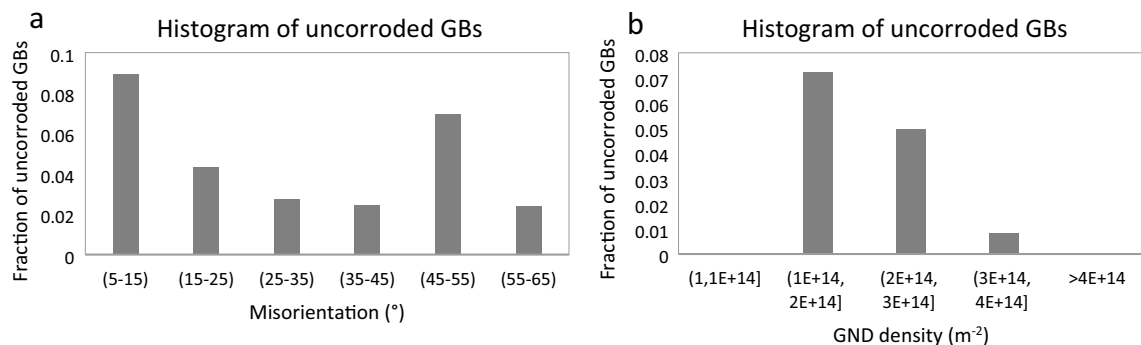 a
Histogram of uncorroded GBs
Fraction of uncorroded GBs
0.1
0.08
0.06
0.04
0.02
0
(5-15) (15-25) (25-35) (35-45) (45-55) (55-65)
Misorientation (°)
b
Histogram of uncorroded GBs
Fraction of uncorroded GBs
0.08
0.07
0.06
0.05
0.04
0.03
0.02
0.01
0
(1,1E+14] (1E+14, (2E+14, (3E+14, >4E+14
2E+14] 3E+14] 4E+14]
GND density (m⁻²)